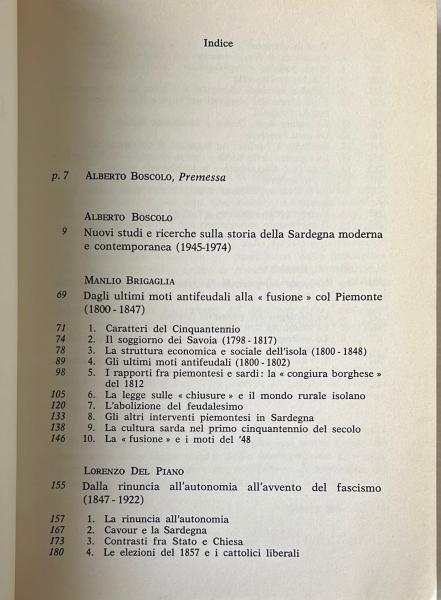 Indice
p. 7 ALBERTO BOSCOLO, Premessa
ALBERTO BOSCOLO
9 Nuovi studi e ricerche sulla storia della Sardegna moderna
e contemporanea (1945-1974)
MANLIO BRIGAGLIA
69 Dagli ultimi moti antifeudali alla « fusione » col Piemonte
(1800 - 1847)
71 1. Caratteri del Cinquantennio
74 2. Il soggiorno dei Savoia (1798 - 1817)
78 3. La struttura economica e sociale dell'isola (1800 - 1848)
89 4. Gli ultimi moti antifeudali (1800 - 1802)
98 5. I rapporti fra piemontesi e sardi: la « congiura borghese »
del 1812
105 6. La legge sulle « chiusure » e il mondo rurale isolano
120 7. L'abolizione del feudalesimo
133 8. Gli altri interventi piemontesi in Sardegna
138 9. La cultura sarda nel primo cinquantennio del secolo
146 10. La « fusione » e i moti del '48
LORENZO DEL PIANO
155 Dalla rinuncia all'autonomia all'avvento del fascismo
(1847 - 1922)
157 1. La rinuncia all'autonomia
167 2. Cavour e la Sardegna
173 3. Contrasti fra Stato e Chiesa
180 4. Le elezioni del 1857 e i cattolici liberali